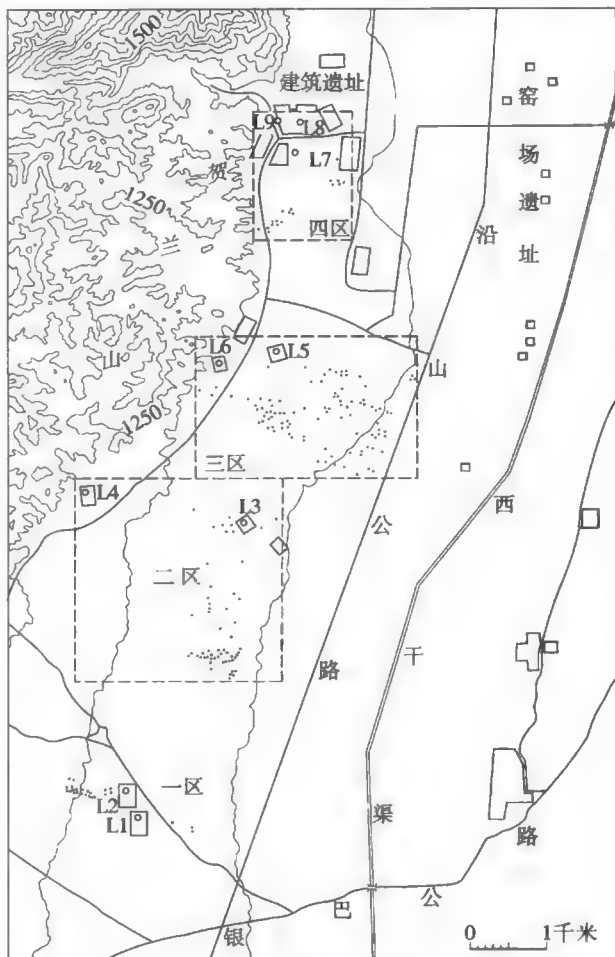 1500
建筑遗址
窑场遗址
L9
L8
L7
贺兰山
1250
四区
沿山公路
L6
L5
1250
三区
L4
L3
西干渠
二区
一区
L2
L1
银巴公路
0 1千米